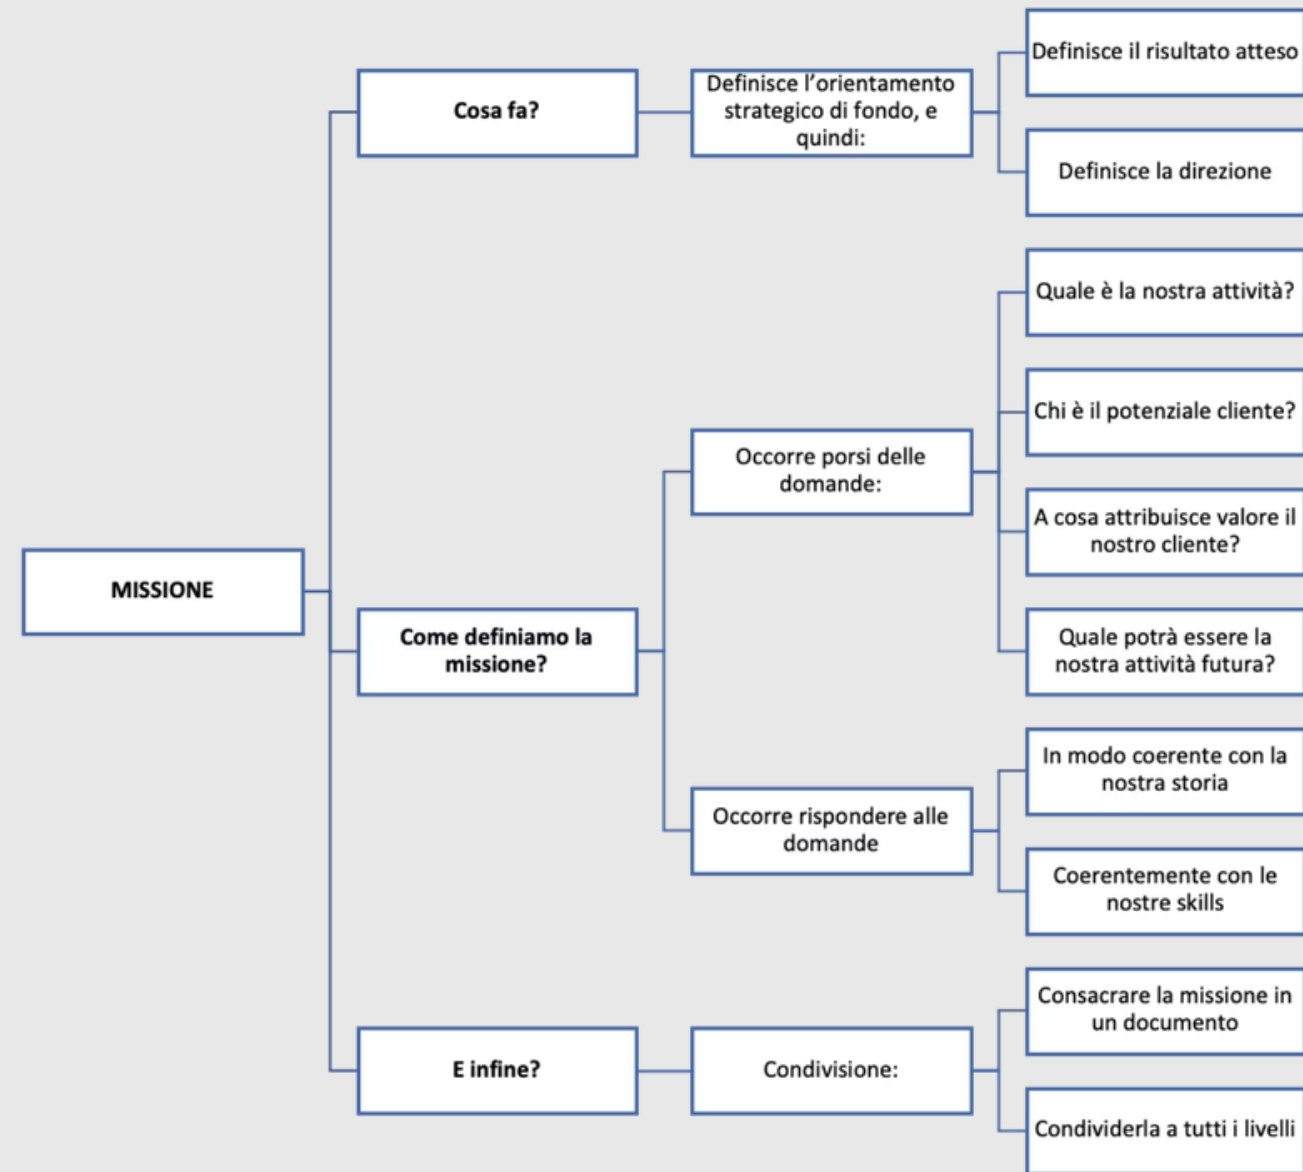 MISSIONE
Cosa fa?
Definisce l'orientamento
strategico di fondo, e
quindi:
Definisce il risultato atteso
Definisce la direzione
Come definiamo la
missione?
Occorre porsi delle
domande:
Quale è la nostra attività?
Chi è il potenziale cliente?
A cosa attribuisce valore il
nostro cliente?
Quale potrà essere la
nostra attività futura?
Occorre rispondere alle
domande
In modo coerente con la
nostra storia
Coerentemente con le
nostre skills
E infine?
Condivisione:
Consacrare la missione in
un documento
Condividerla a tutti i livelli